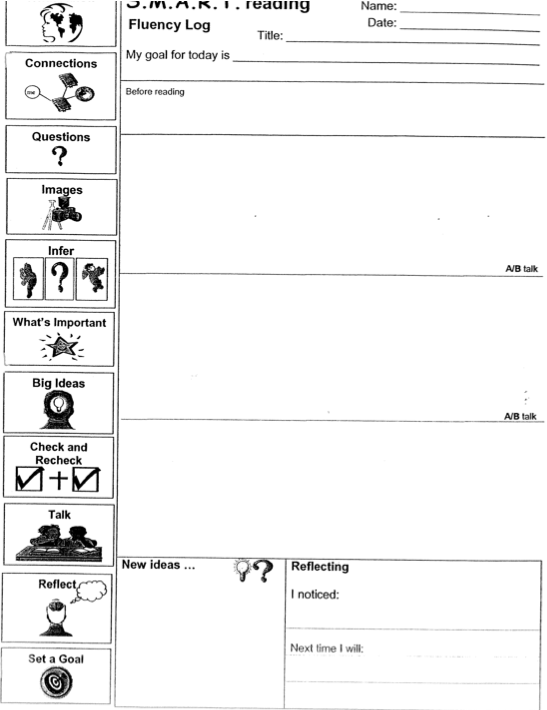 S.M.A.R.T. reading
Name:
Fluency Log
Date:
Title:
My goal for today is
Before reading
A/B talk
A/B talk
Connections
me
Questions
?
Images
Infer
?
What's Important
Big Ideas
Check and
Recheck
+
Talk
Reflect
Set a Goal
New ideas ...
?
Reflecting
I noticed:
Next time I will: